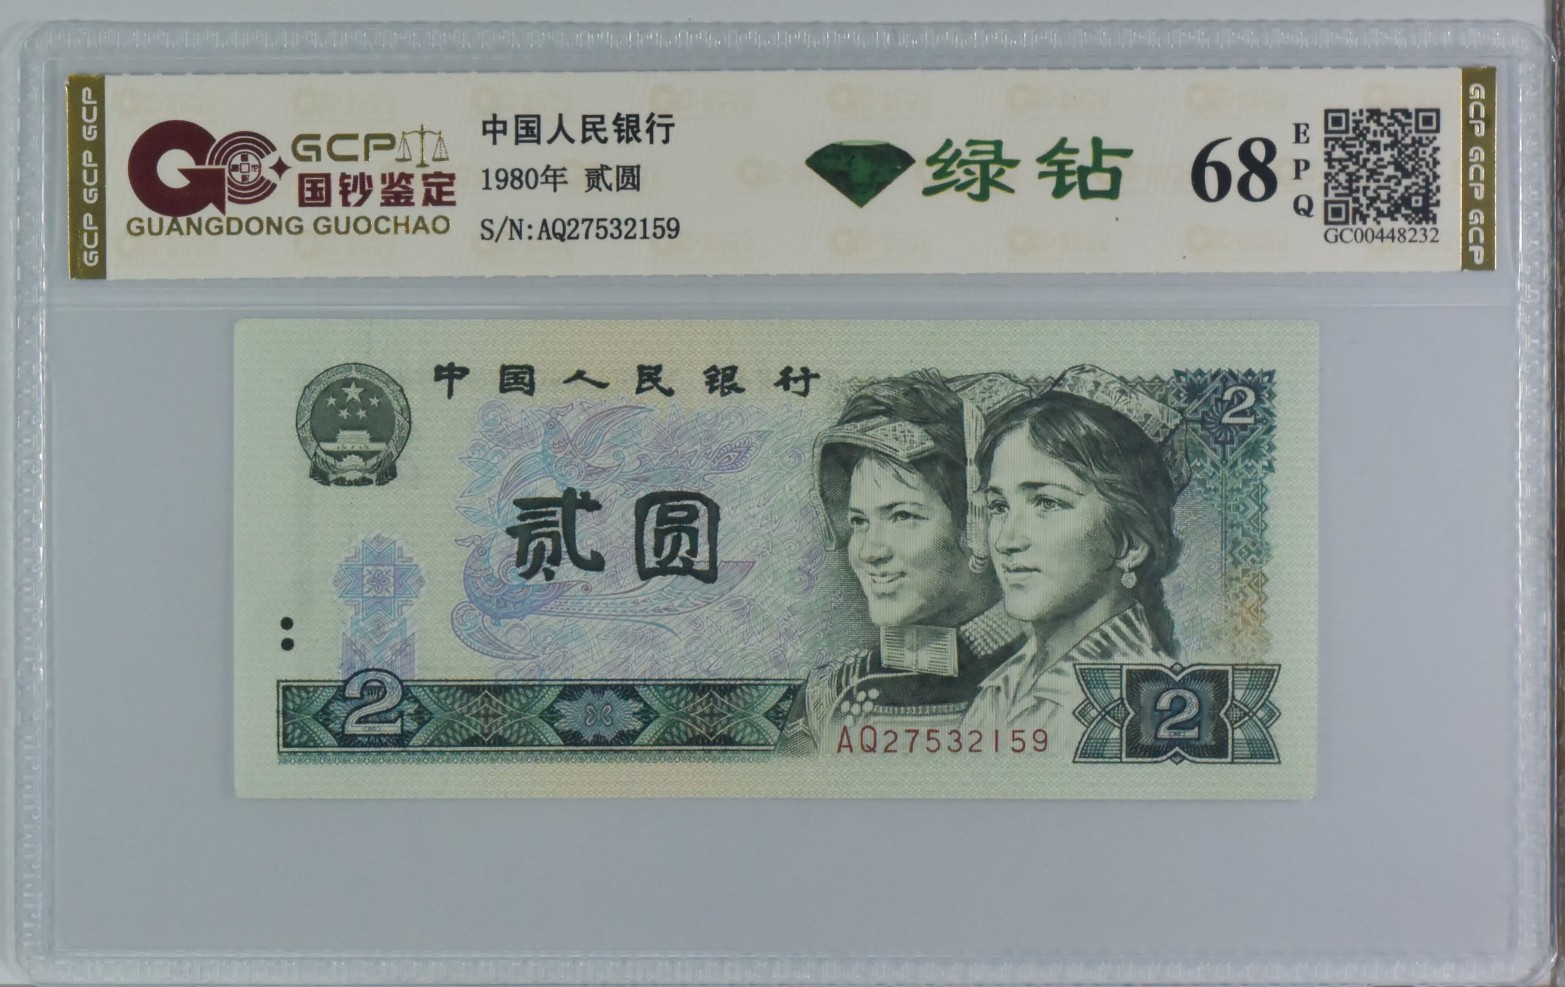 GCP GCP GCP
GCP
国钞鉴定
GUANGDONG GUOCHAO
中国人民银行
1980年 贰圆
S/N:AQ27532159
绿钻
68
EPQ
GC00448232
GCP GCP GCP
中国人民银行
2
贰圆
2
AQ27532159
2